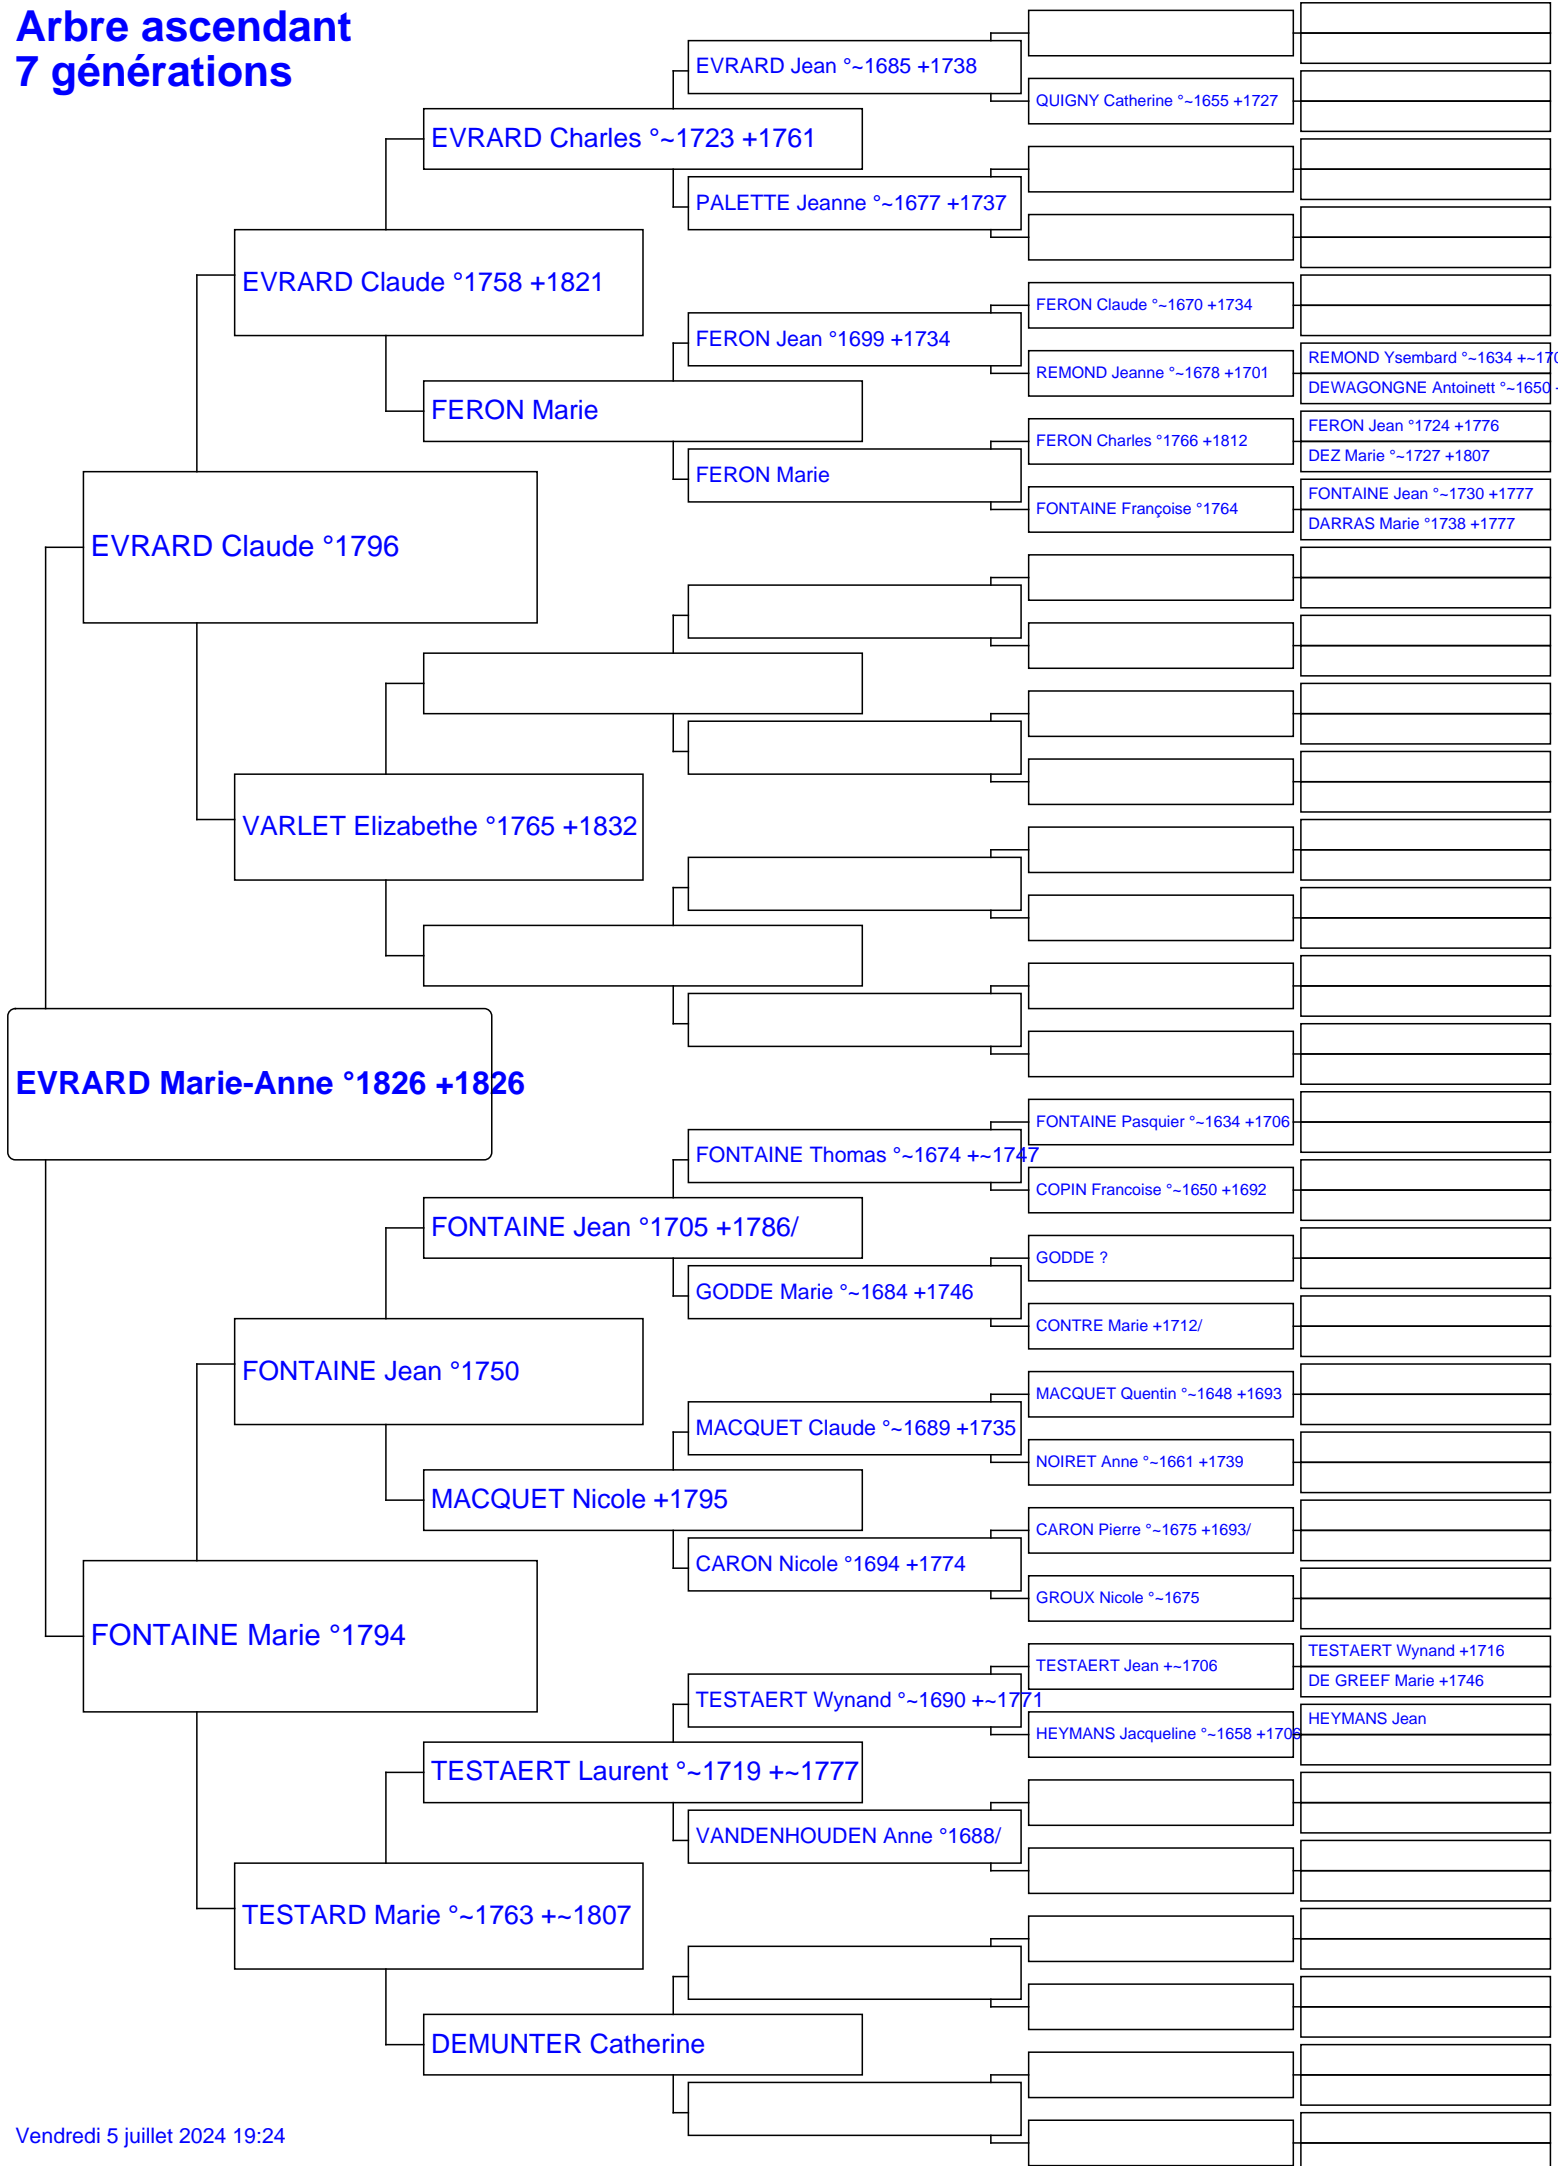 Arbre ascendant
7 générations
EVRARD Jean °~1685 +1738
QUIGNY Catherine °~1655 +1727
EVRARD Charles °~1723 +1761
PALETTE Jeanne °~1677 +1737
EVRARD Claude °1758 +1821
FERON Claude °~1670 +1734
FERON Jean °1699 +1734
REMOND Ysembard °~1634 +~170
REMOND Jeanne °~1678 +1701
DEWAGONGNE Antoinett °~1650
FERON Marie
FERON Jean °1724 +1776
FERON Charles °1766 +1812
DEZ Marie °~1727 +1807
FERON Marie
FONTAINE Jean °~1730 +1777
FONTAINE Françoise °1764
DARRAS Marie °1738 +1777
EVRARD Claude °1796
VARLET Elizabethe °1765 +1832
EVRARD Marie-Anne °1826 +1826
FONTAINE Pasquier °~1634 +1706
FONTAINE Thomas °~1674 +~1747
COPIN Francoise °~1650 +1692
FONTAINE Jean °1705 +1786/
GODDE ?
GODDE Marie °~1684 +1746
CONTRE Marie +1712/
FONTAINE Jean °1750
MACQUET Quentin °~1648 +1693
MACQUET Claude °~1689 +1735
NOIRET Anne °~1661 +1739
MACQUET Nicole +1795
CARON Pierre °~1675 +1693/
CARON Nicole °1694 +1774
GROUX Nicole °~1675
FONTAINE Marie °1794
TESTAERT Wynand +1716
TESTAERT Jean +~1706
DE GREEF Marie +1746
TESTAERT Wynand °~1690 +~1771
HEYMANS Jean
HEYMANS Jacqueline °~1658 +1706
TESTAERT Laurent °~1719 +~1777
VANDENHOUDEN Anne °1688/
TESTARD Marie °~1763 +~1807
DEMUNTER Catherine
Vendredi 5 juillet 2024 19:24